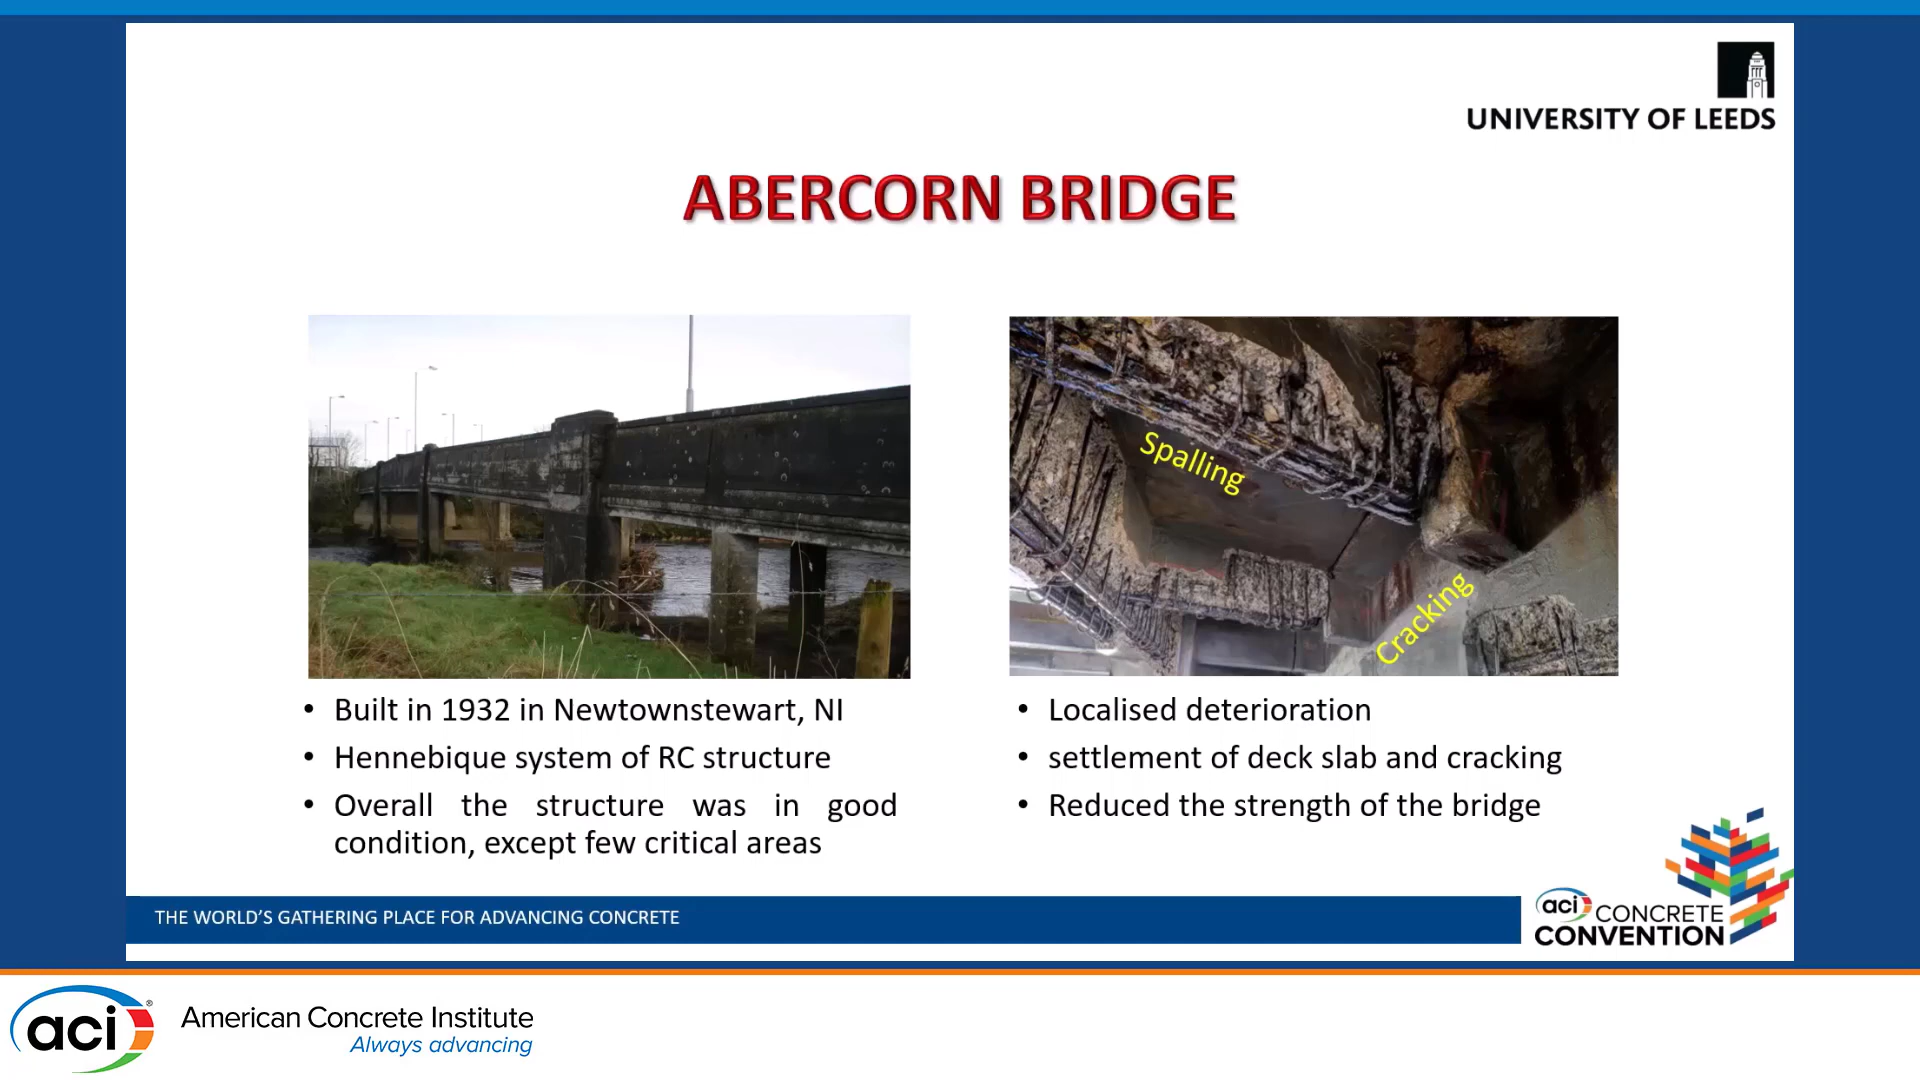 UNIVERSITY OF LEEDS
ABERCORN BRIDGE
Spalling
Cracking
• Built in 1932 in Newtownstewart, NI
• Hennebique system of RC structure
• Overall the structure was in good
condition, except few critical areas
• Localised deterioration
• settlement of deck slab and cracking
• Reduced the strength of the bridge
THE WORLD'S GATHERING PLACE FOR ADVANCING CONCRETE
aci CONCRETE
CONVENTION
aci®
American Concrete Institute
Always advancing